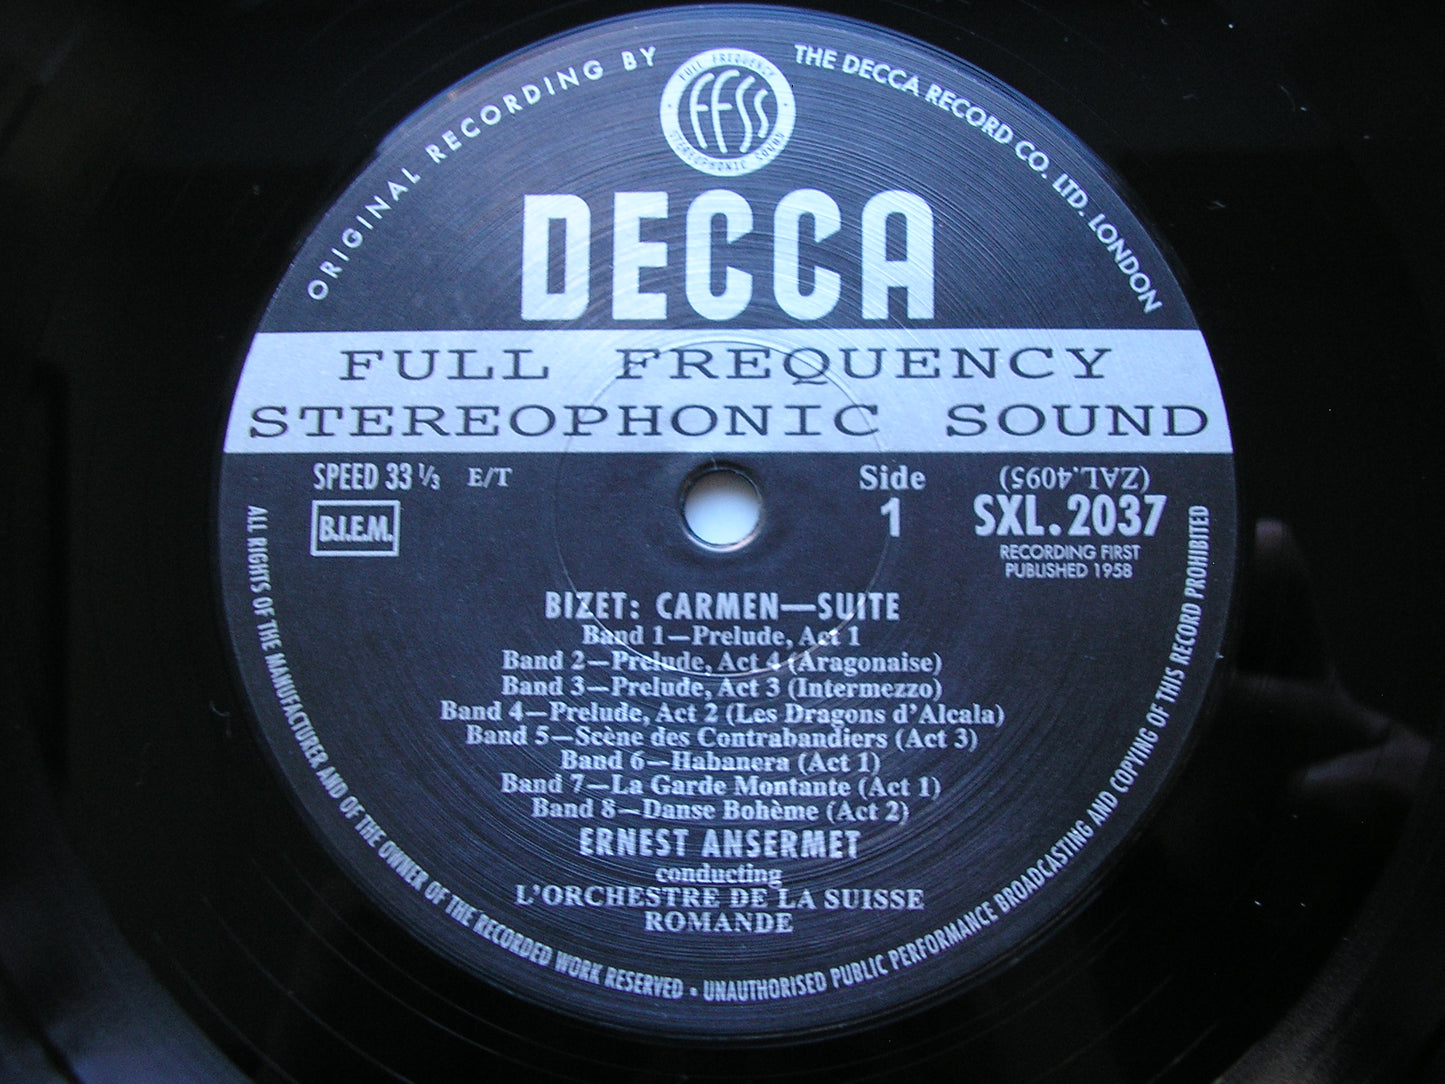 ORIGINAL RECORDING BY
THE DECCA RECORD CO. LTD. LONDON
FULL FREQUENCY
FFSS
STEREOPHONIC SOUND
DECCA
FULL FREQUENCY
STEREOPHONIC SOUND
SPEED 33 ⅓ E/T
B.I.E.M.
Side
1
(ZAL.4095)
SXL.2037
RECORDING FIRST
PUBLISHED 1958
BIZET: CARMEN—SUITE
Band 1—Prelude, Act 1
Band 2—Prelude, Act 4 (Aragonaise)
Band 3—Prelude, Act 3 (Intermezzo)
Band 4—Prelude, Act 2 (Les Dragons d'Alcala)
Band 5—Scène des Contrabandiers (Act 3)
Band 6—Habanera (Act 1)
Band 7—La Garde Montante (Act 1)
Band 8—Danse Bohème (Act 2)
ERNEST ANSERMET
conducting
L'ORCHESTRE DE LA SUISSE
ROMANDE
ALL RIGHTS OF THE MANUFACTURER AND OF THE OWNER OF THE RECORDED WORK RESERVED • UNAUTHORISED PUBLIC PERFORMANCE BROADCASTING AND COPYING OF THIS RECORD PROHIBITED